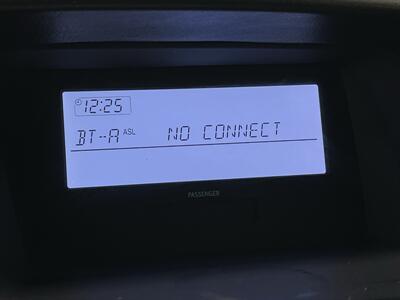 12:25
BT--A ASL NO CONNECT
PASSENGER